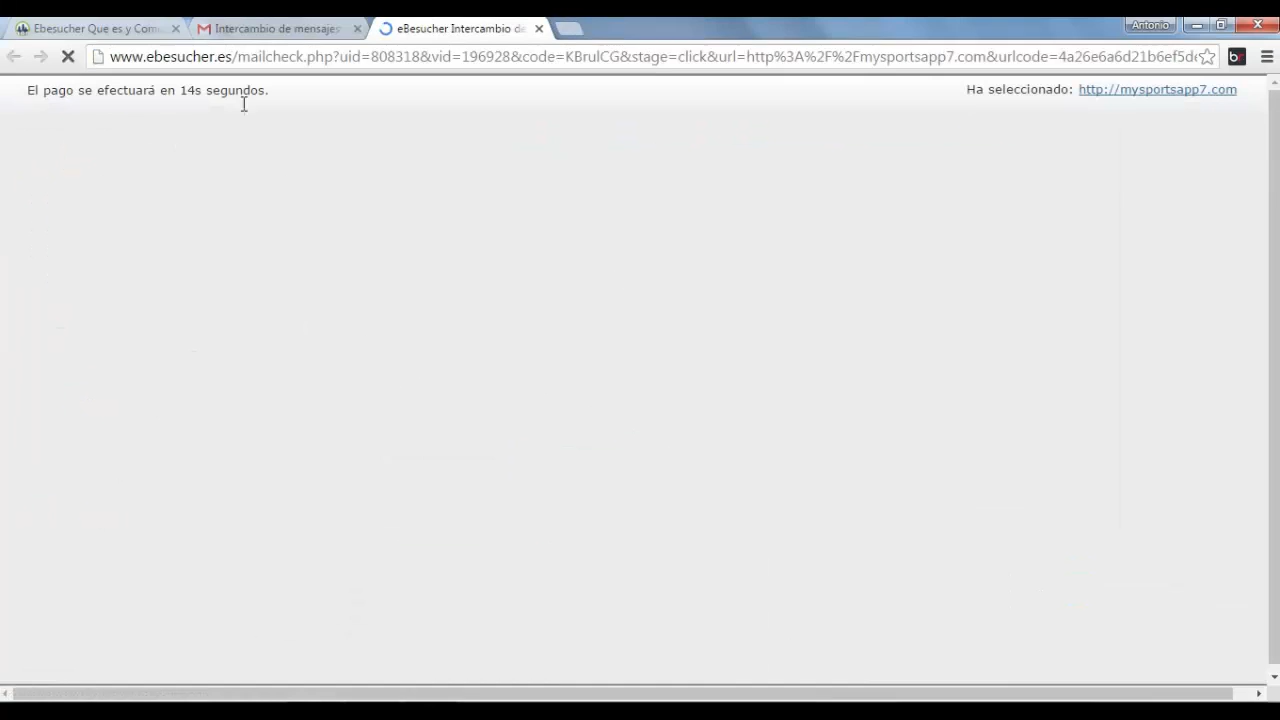 Ebesucher Que es y Com
Intercambio de mensajes
eBesucher Intercambio de
Antonio
www.ebesucher.es/mailcheck.php?uid=808318&vid=196928&code=KBrulCG&stage=click&url=http%3A%2F%2Fmysportsapp7.com&urlcode=4a26e6a6d21b6ef5d
El pago se efectuará en 14s segundos.
Ha seleccionado: http://mysportsapp7.com